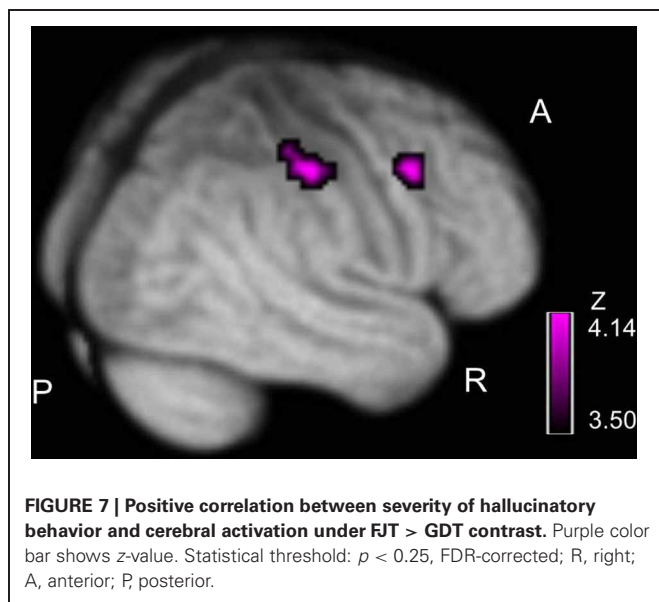 A
Z
4.14
R
3.50
P
FIGURE 7 | Positive correlation between severity of hallucinatory
behavior and cerebral activation under FJT > GDT contrast. Purple color
bar shows z-value. Statistical threshold: p < 0.25, FDR-corrected; R, right;
A, anterior; P, posterior.